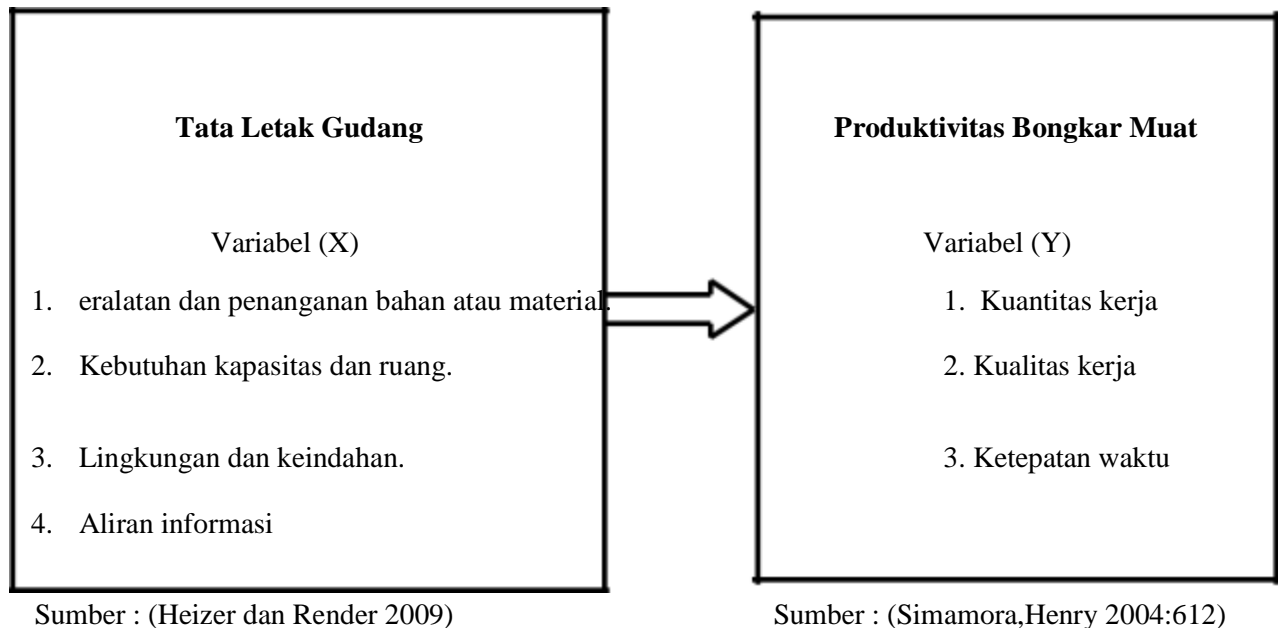 Tata Letak Gudang
Variabel (X)
1. eralatan dan penanganan bahan atau material.
2. Kebutuhan kapasitas dan ruang.
3. Lingkungan dan keindahan.
4. Aliran informasi
Sumber : (Heizer dan Render 2009)
Produktivitas Bongkar Muat
Variabel (Y)
1. Kuantitas kerja
2. Kualitas kerja
3. Ketepatan waktu
Sumber : (Simamora,Henry 2004:612)